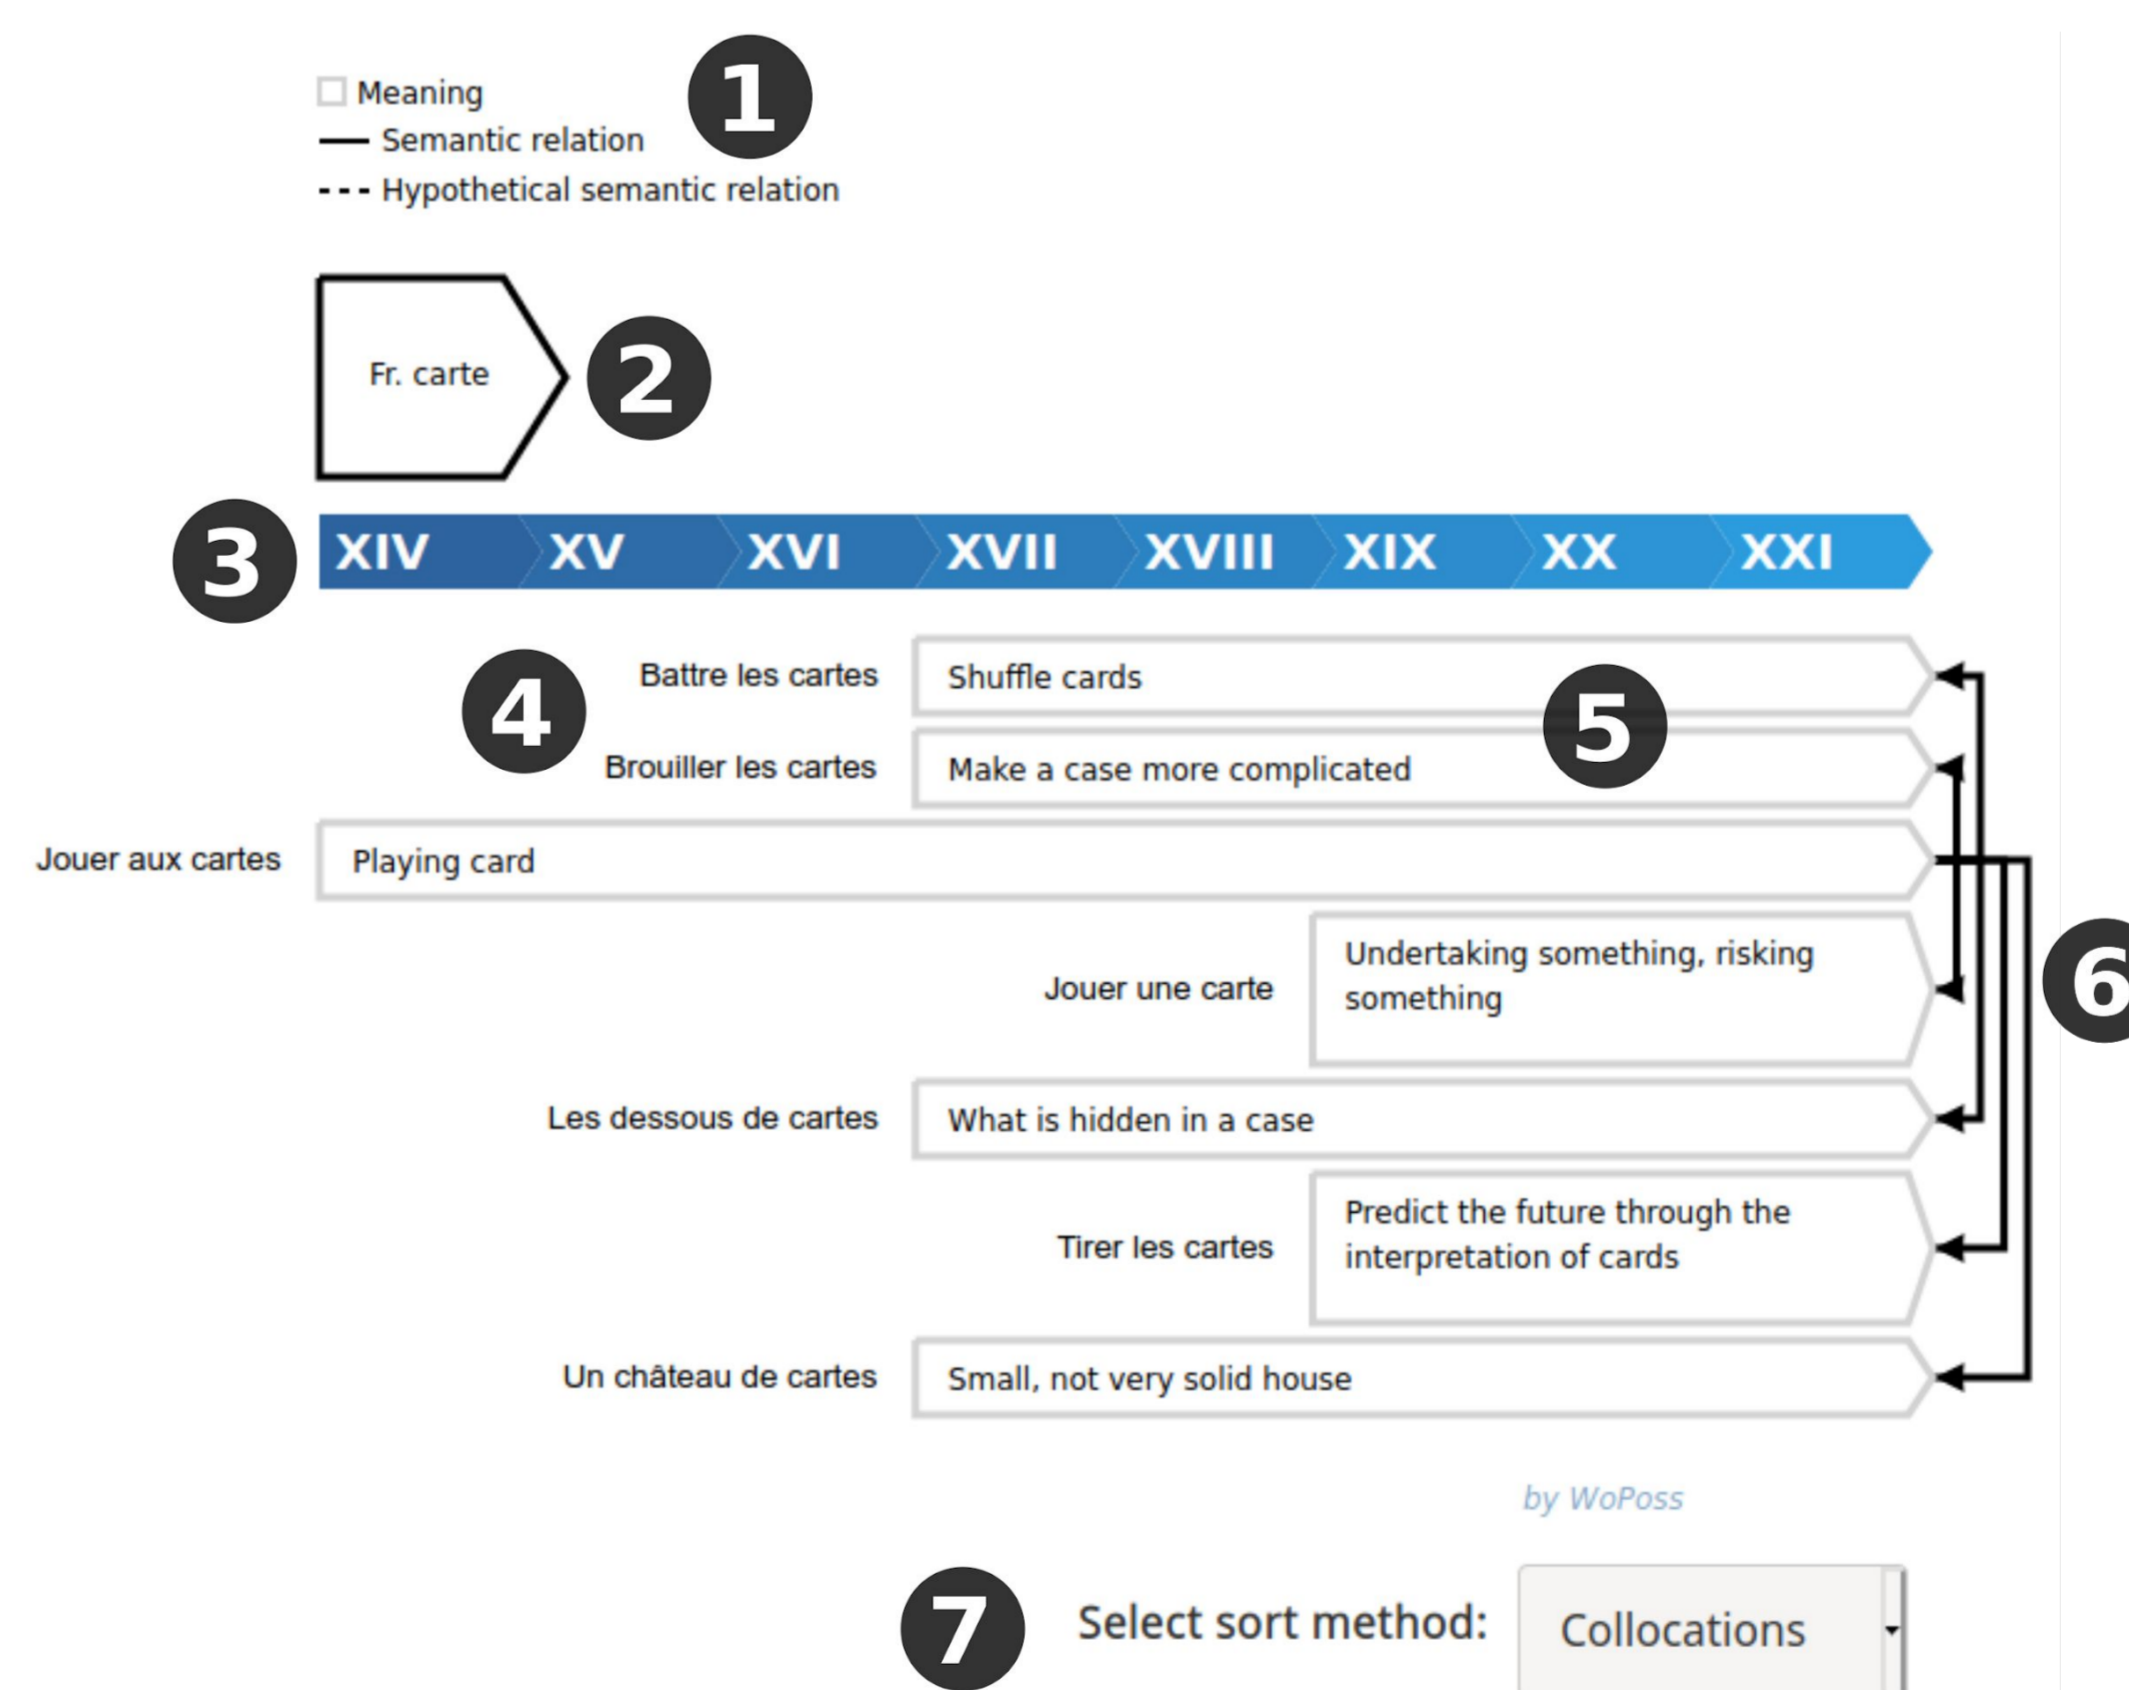 Meaning
1
Semantic relation
Hypothetical semantic relation
Fr. carte
2
3
XIV XV XVI XVII XVIII XIX XX XXI
4
Battre les cartes
Shuffle cards
5
Brouiller les cartes
Make a case more complicated
Jouer aux cartes
Playing card
Jouer une carte
Undertaking something, risking
something
6
Les dessous de cartes
What is hidden in a case
Tirer les cartes
Predict the future through the
interpretation of cards
Un château de cartes
Small, not very solid house
by WoPoss
7
Select sort method:
Collocations